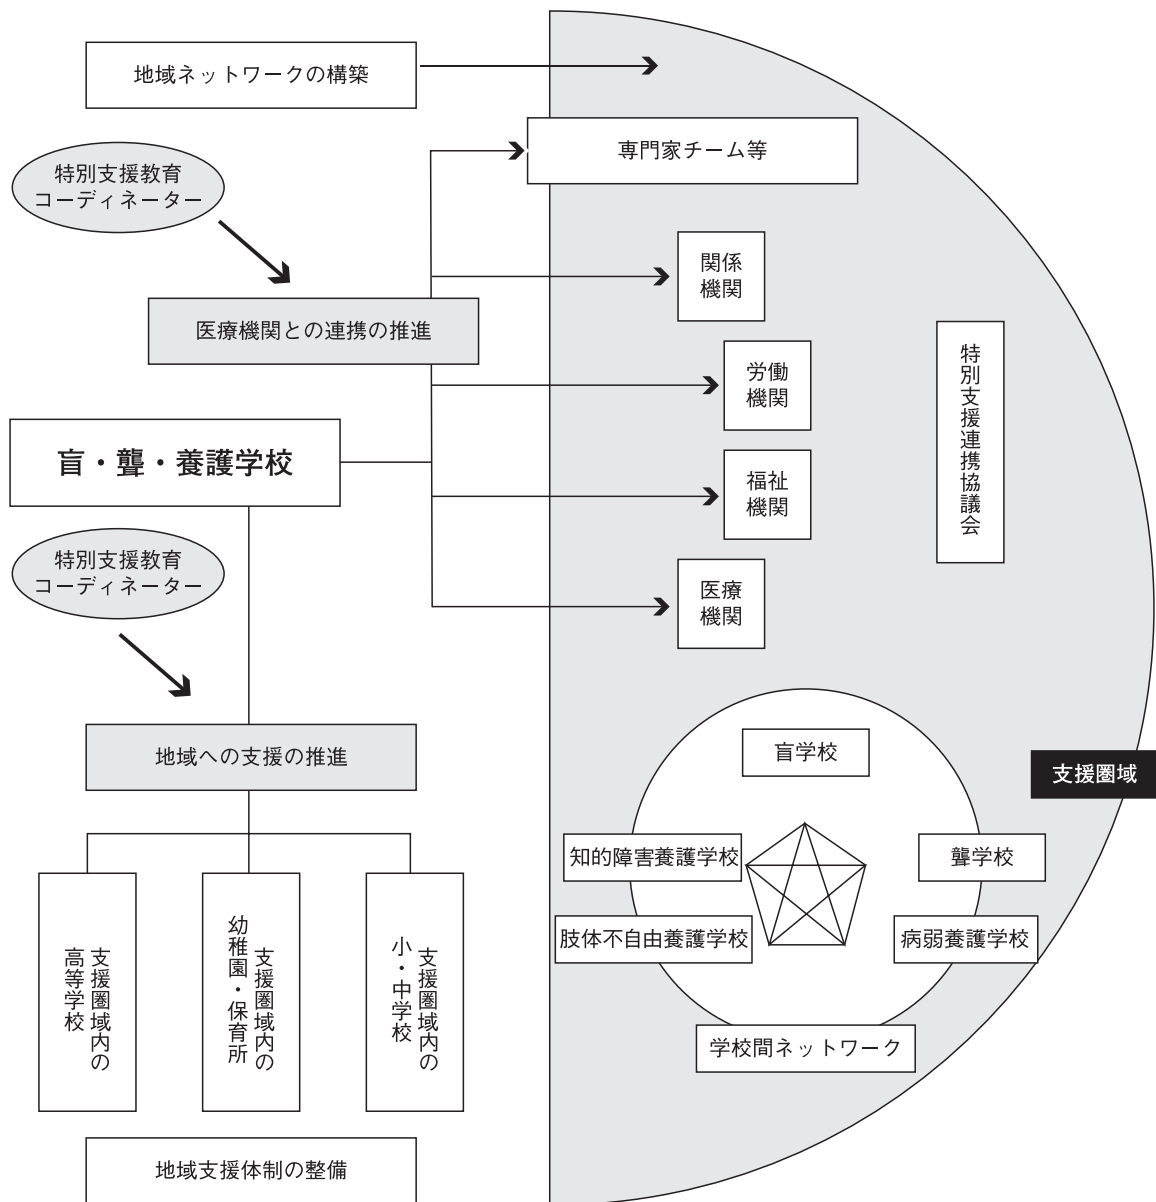 地域ネットワークの構築
専門家チーム等
特別支援教育
コーディネーター
関係
機関
医療機関との連携の推進
労働
機関
特別支援連携協議会
盲・聾・養護学校
福祉
機関
特別支援教育
コーディネーター
医療
機関
地域への支援の推進
盲学校
支援圏域
知的障害養護学校
聾学校
肢体不自由養護学校
病弱養護学校
学校間ネットワーク
支援圏域内の
高等学校
支援圏域内の
幼稚園・保育所
支援圏域内の
小・中学校
地域支援体制の整備